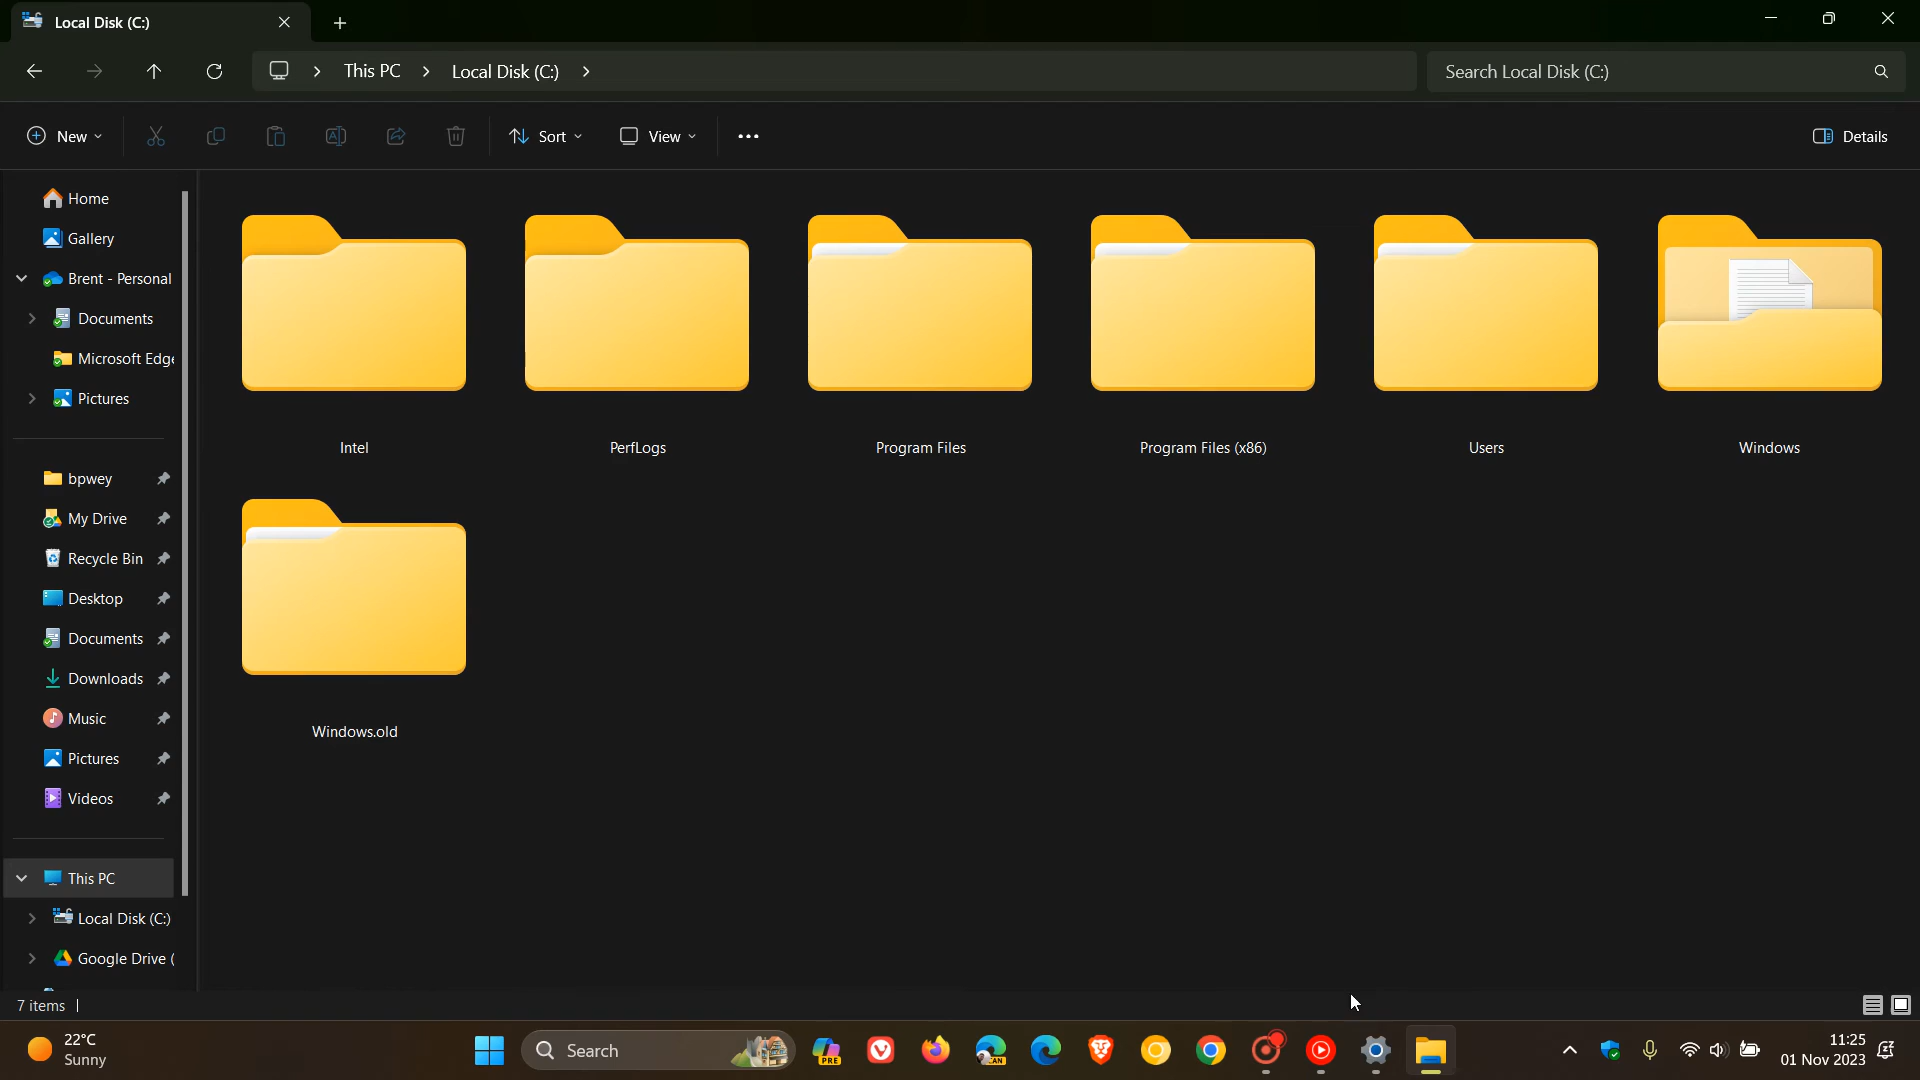 Local Disk (C:)
This PC > Local Disk (C:) >
Search Local Disk (C:)
New
Sort
View
Details
Home
Gallery
Brent - Personal
Documents
Microsoft Edge
Pictures
bpwey
My Drive
Recycle Bin
Desktop
Documents
Downloads
Music
Pictures
Videos
This PC
Local Disk (C:)
Google Drive (
Intel
PerfLogs
Program Files
Program Files (x86)
Users
Windows
Windows.old
7 items
22°C
Sunny
Search
PRE
CAN
11:25
01 Nov 2023